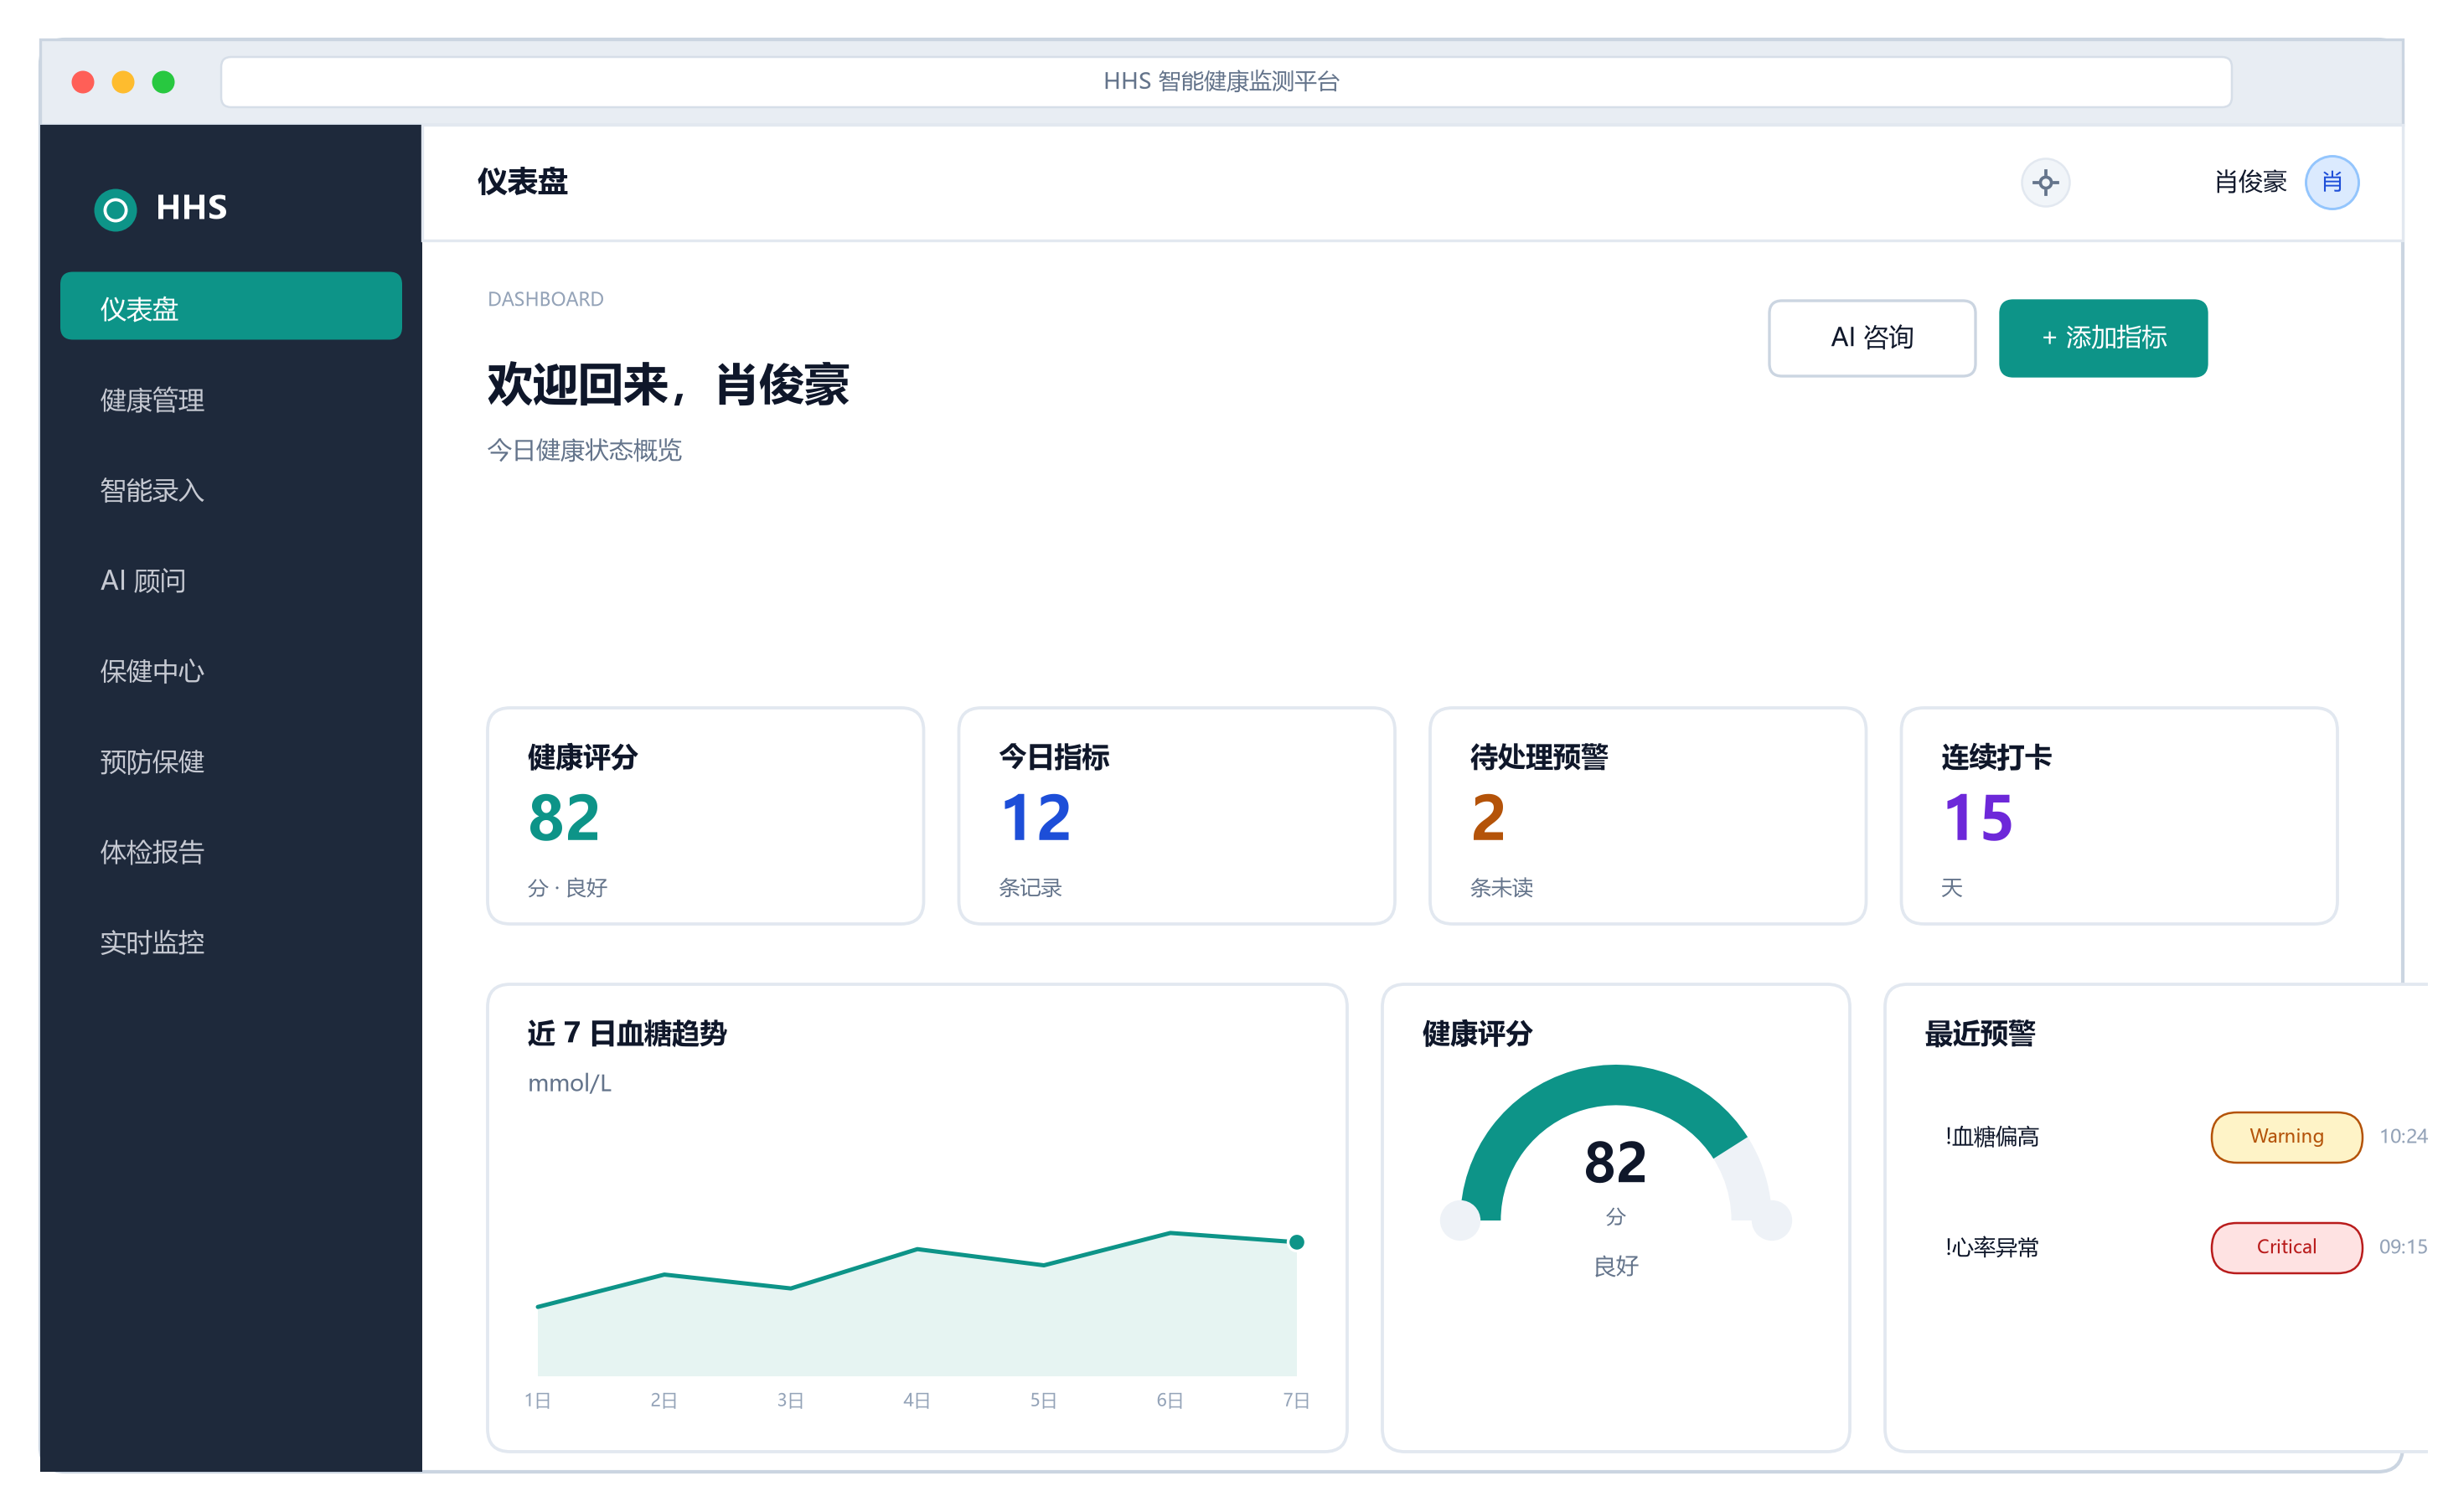 HHS 智能健康监测平台
HHS
仪表盘
健康管理
智能录入
AI 顾问
保健中心
预防保健
体检报告
实时监控
仪表盘
肖俊豪
肖
DASHBOARD
欢迎回来，肖俊豪
今日健康状态概览
AI 咨询
+ 添加指标
健康评分
82
分 · 良好
今日指标
12
条记录
待处理预警
2
条未读
连续打卡
15
天
近 7 日血糖趋势
mmol/L
1日 2日 3日 4日 5日 6日 7日
健康评分
82
分
良好
最近预警
!血糖偏高 Warning 10:24
!心率异常 Critical 09:15